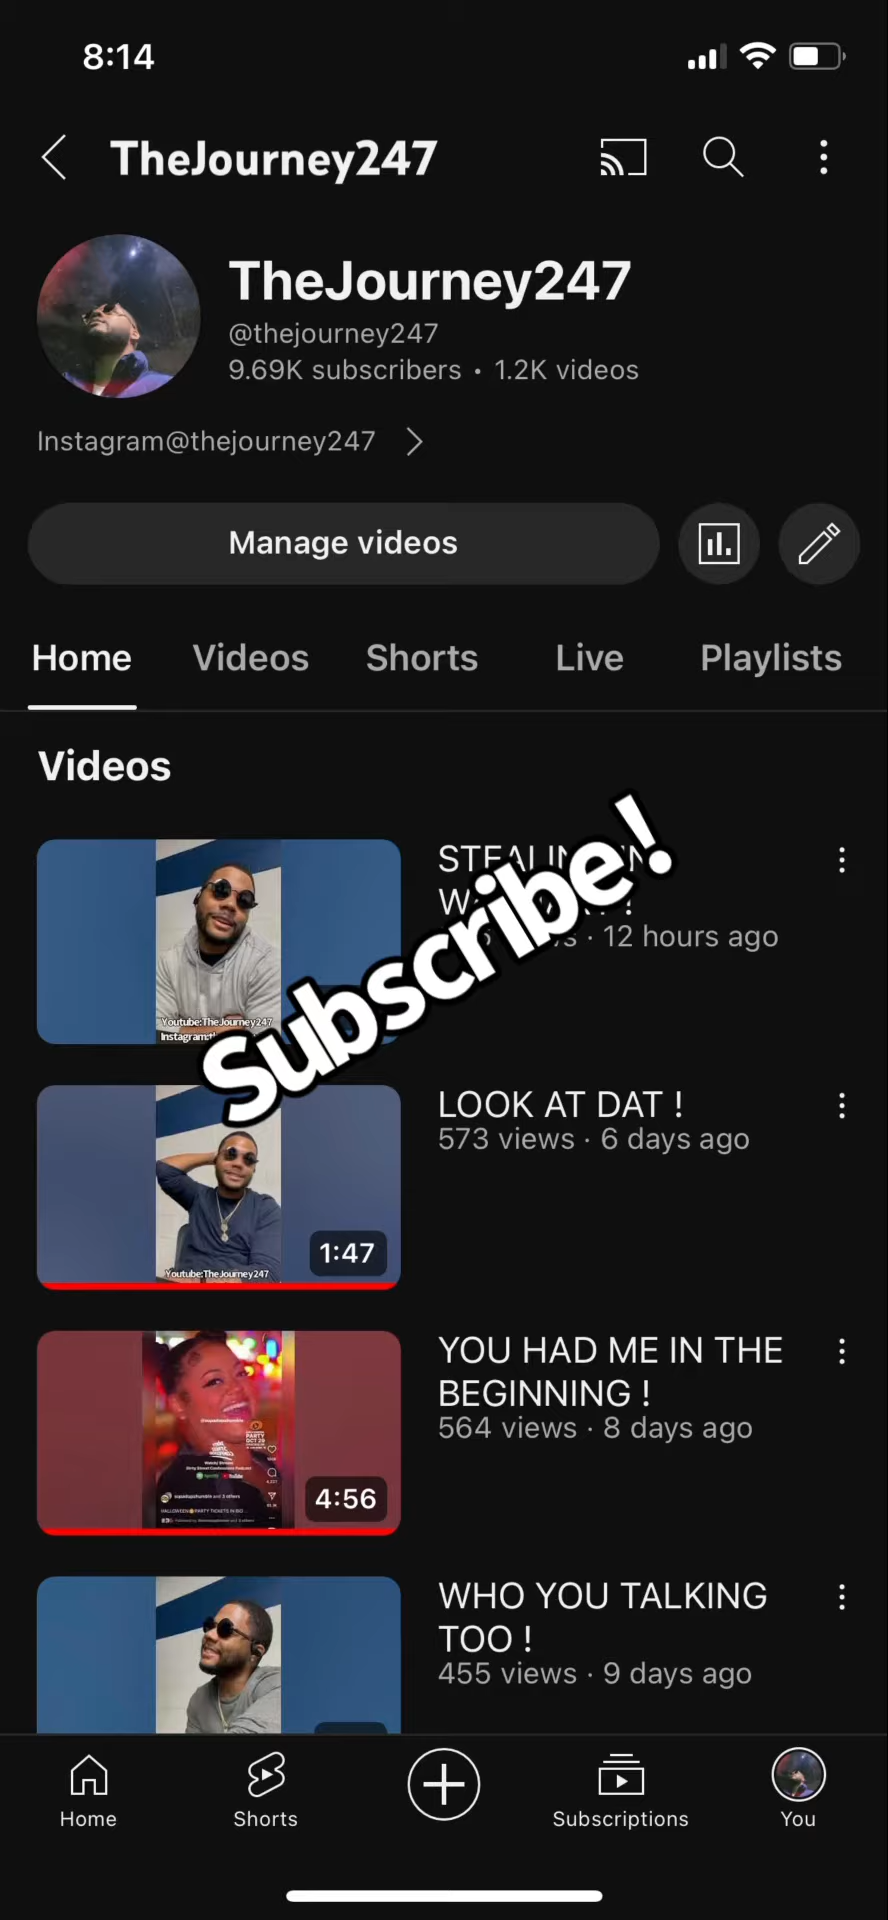 8:14
TheJourney247
TheJourney247
@thejourney247
9.69K subscribers • 1.2K videos
Instagram@thejourney247
Manage videos
Home Videos Shorts Live Playlists
Videos
12 hours ago
Youtube:TheJourney247
Subscribe!
LOOK AT DAT !
573 views · 6 days ago
1:47
Youtube:TheJourney247
YOU HAD ME IN THE
BEGINNING !
564 views · 8 days ago
4:56
WHO YOU TALKING
TOO !
455 views · 9 days ago
Home Shorts Subscriptions You